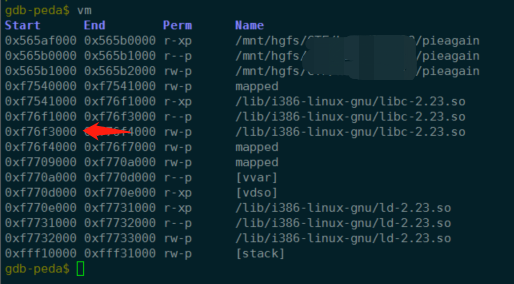 gdb-peda$ vm
Start End Perm Name
0x565af000 0x565b0000 r-xp /mnt/hgfs/ /pieagain
0x565b0000 0x565b1000 r--p /mnt/hgfs/ /pieagain
0x565b1000 0x565b2000 rw-p /mnt/hgfs/ /pieagain
0xf7540000 0xf7541000 rw-p mapped
0xf7541000 0xf76f1000 r-xp /lib/i386-linux-gnu/libc-2.23.so
0xf76f1000 0xf76f3000 r--p /lib/i386-linux-gnu/libc-2.23.so
0xf76f3000 0xf76f4000 rw-p /lib/i386-linux-gnu/libc-2.23.so
0xf76f4000 0xf76f7000 rw-p mapped
0xf7709000 0xf770a000 rw-p mapped
0xf770a000 0xf770d000 r--p [vvar]
0xf770d000 0xf770e000 r-xp [vdso]
0xf770e000 0xf7731000 r-xp /lib/i386-linux-gnu/ld-2.23.so
0xf7731000 0xf7732000 r--p /lib/i386-linux-gnu/ld-2.23.so
0xf7732000 0xf7733000 rw-p /lib/i386-linux-gnu/ld-2.23.so
0xfff10000 0xfff31000 rw-p [stack]
gdb-peda$